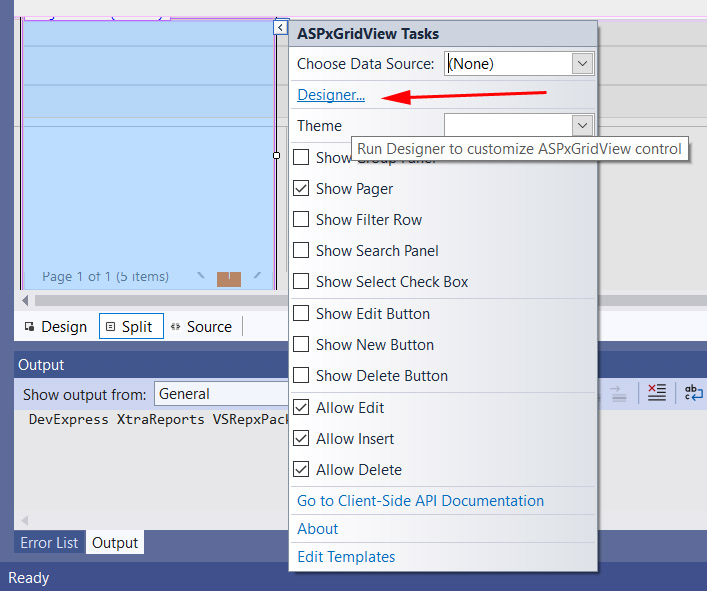 ASPxGridView Tasks
Choose Data Source: (None)
Designer...
Theme
Run Designer to customize ASPxGridView control
Show Group Panel
Show Pager
Show Filter Row
Show Search Panel
Show Select Check Box
Show Edit Button
Show New Button
Show Delete Button
Allow Edit
Allow Insert
Allow Delete
Go to Client-Side API Documentation
About
Edit Templates
Page 1 of 1 (5 items) 1
Design Split Source
Output
Show output from: General
DevExpress XtraReports VSRepxPack
Error List Output
Ready